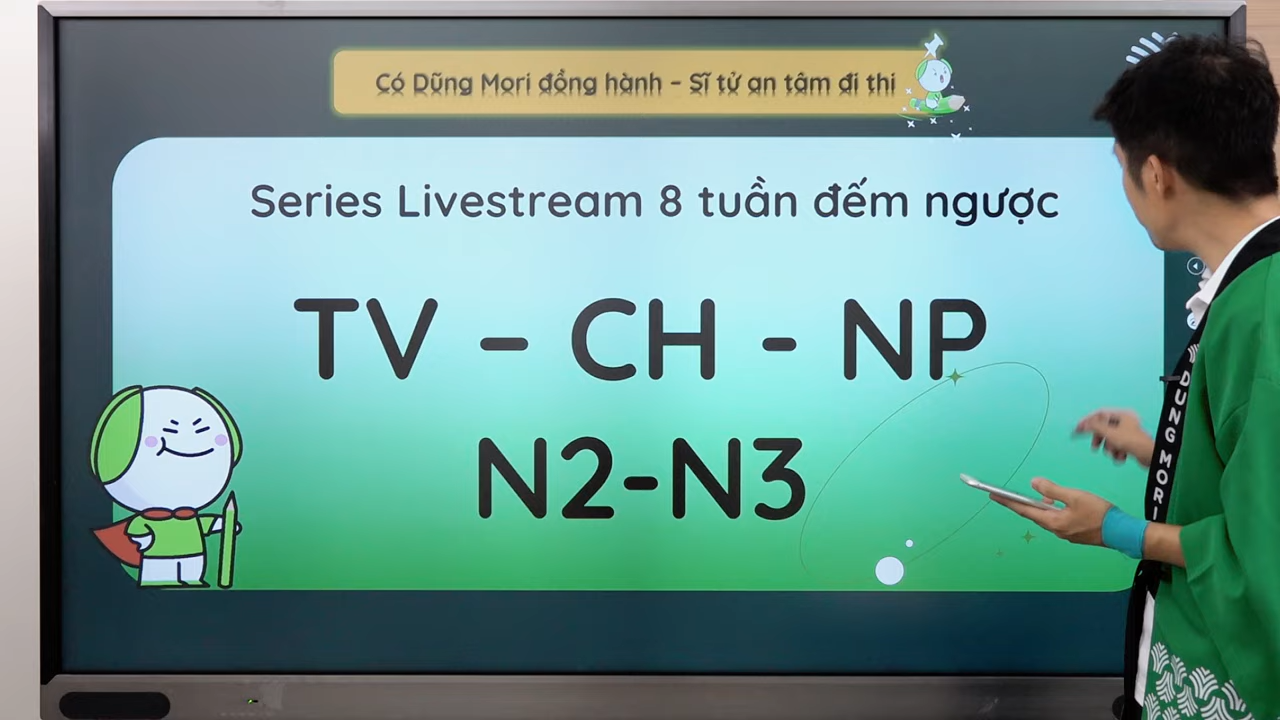 Có Dũng Mori đồng hành - Sĩ tử an tâm đi thi
Series Livestream 8 tuần đếm ngược
TV - CH - NP
N2-N3
DUNG MORI